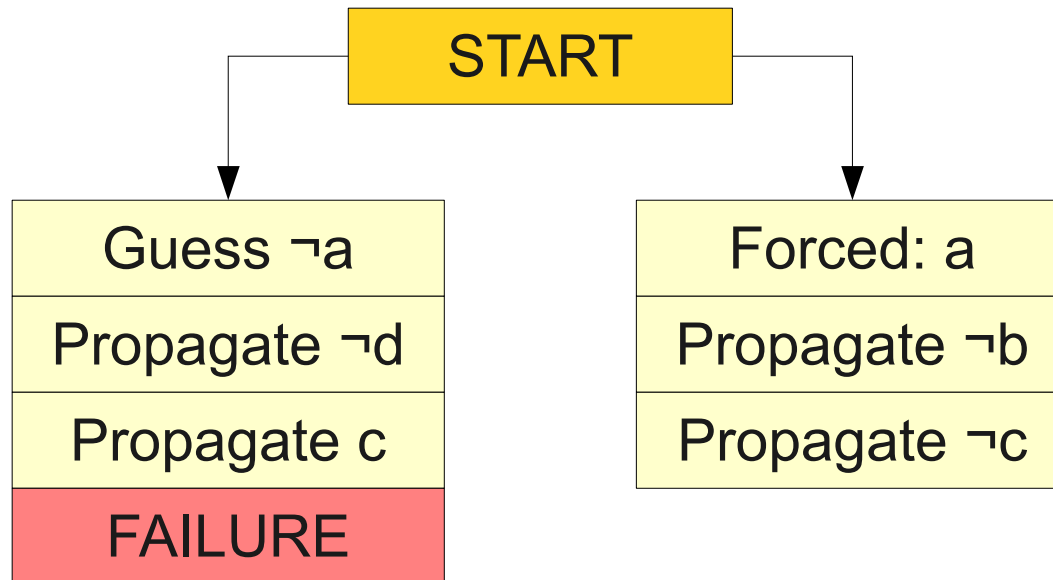 START
Guess ¬a
Propagate ¬d
Propagate c
FAILURE
Forced: a
Propagate ¬b
Propagate ¬c